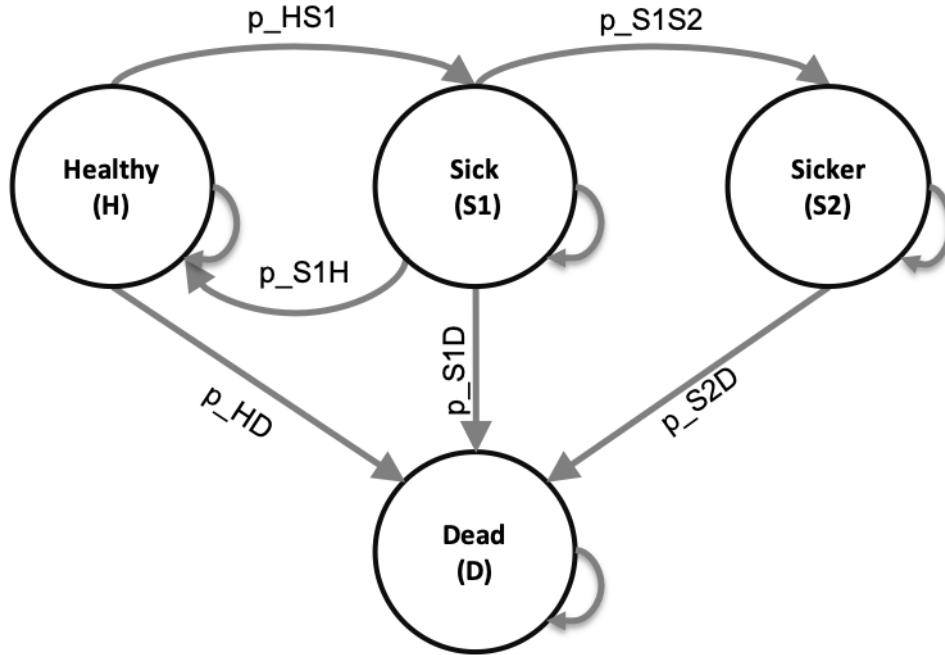 p_HS1
p_S1S2
Healthy
(H)
Sick
(S1)
Sicker
(S2)
p_S1H
p_HD
p_S1D
p_S2D
Dead
(D)